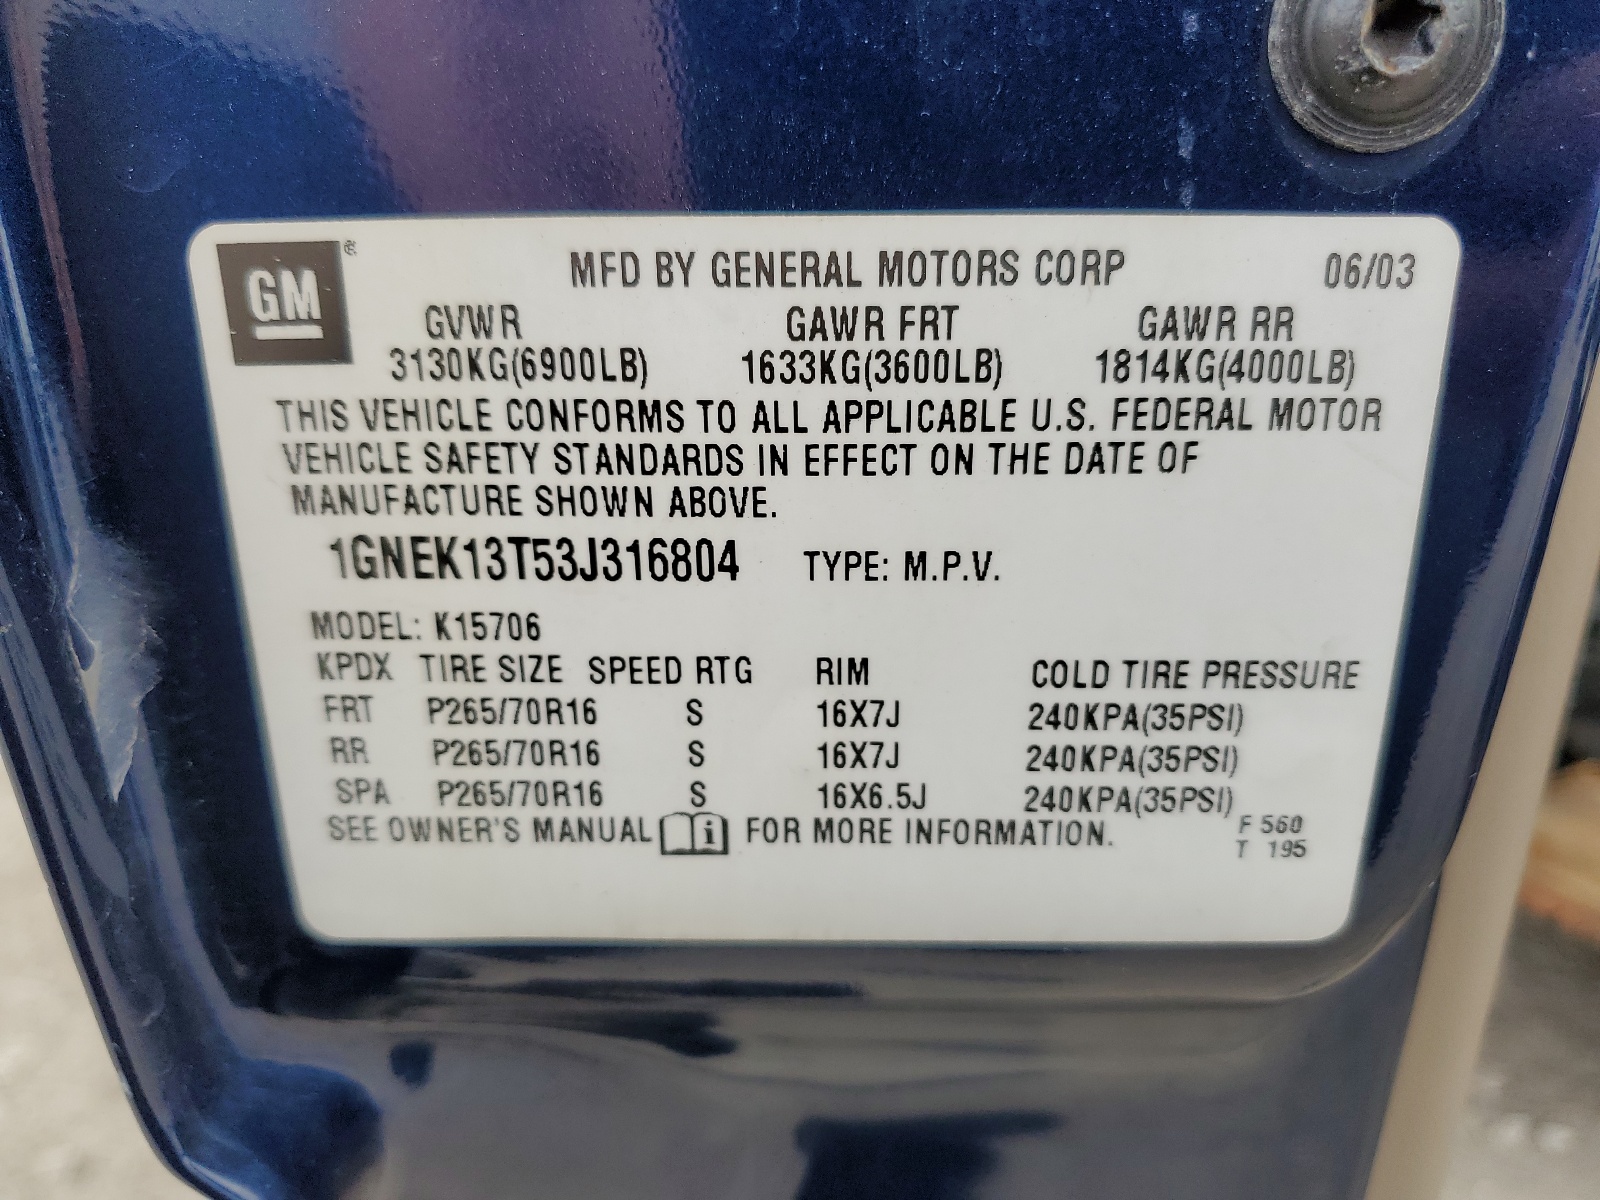 GM ®
MFD BY GENERAL MOTORS CORP 06/03
GVWR GAWR FRT GAWR RR
3130KG(6900LB) 1633KG(3600LB) 1814KG(4000LB)
THIS VEHICLE CONFORMS TO ALL APPLICABLE U.S. FEDERAL MOTOR
VEHICLE SAFETY STANDARDS IN EFFECT ON THE DATE OF
MANUFACTURE SHOWN ABOVE.
1GNEK13T53J316804 TYPE: M.P.V.
MODEL: K15706
KPDX TIRE SIZE SPEED RTG RIM COLD TIRE PRESSURE
FRT P265/70R16 S 16X7J 240KPA(35PSI)
RR P265/70R16 S 16X7J 240KPA(35PSI)
SPA P265/70R16 S 16X6.5J 240KPA(35PSI)
SEE OWNER'S MANUAL i FOR MORE INFORMATION. F 560
T 195